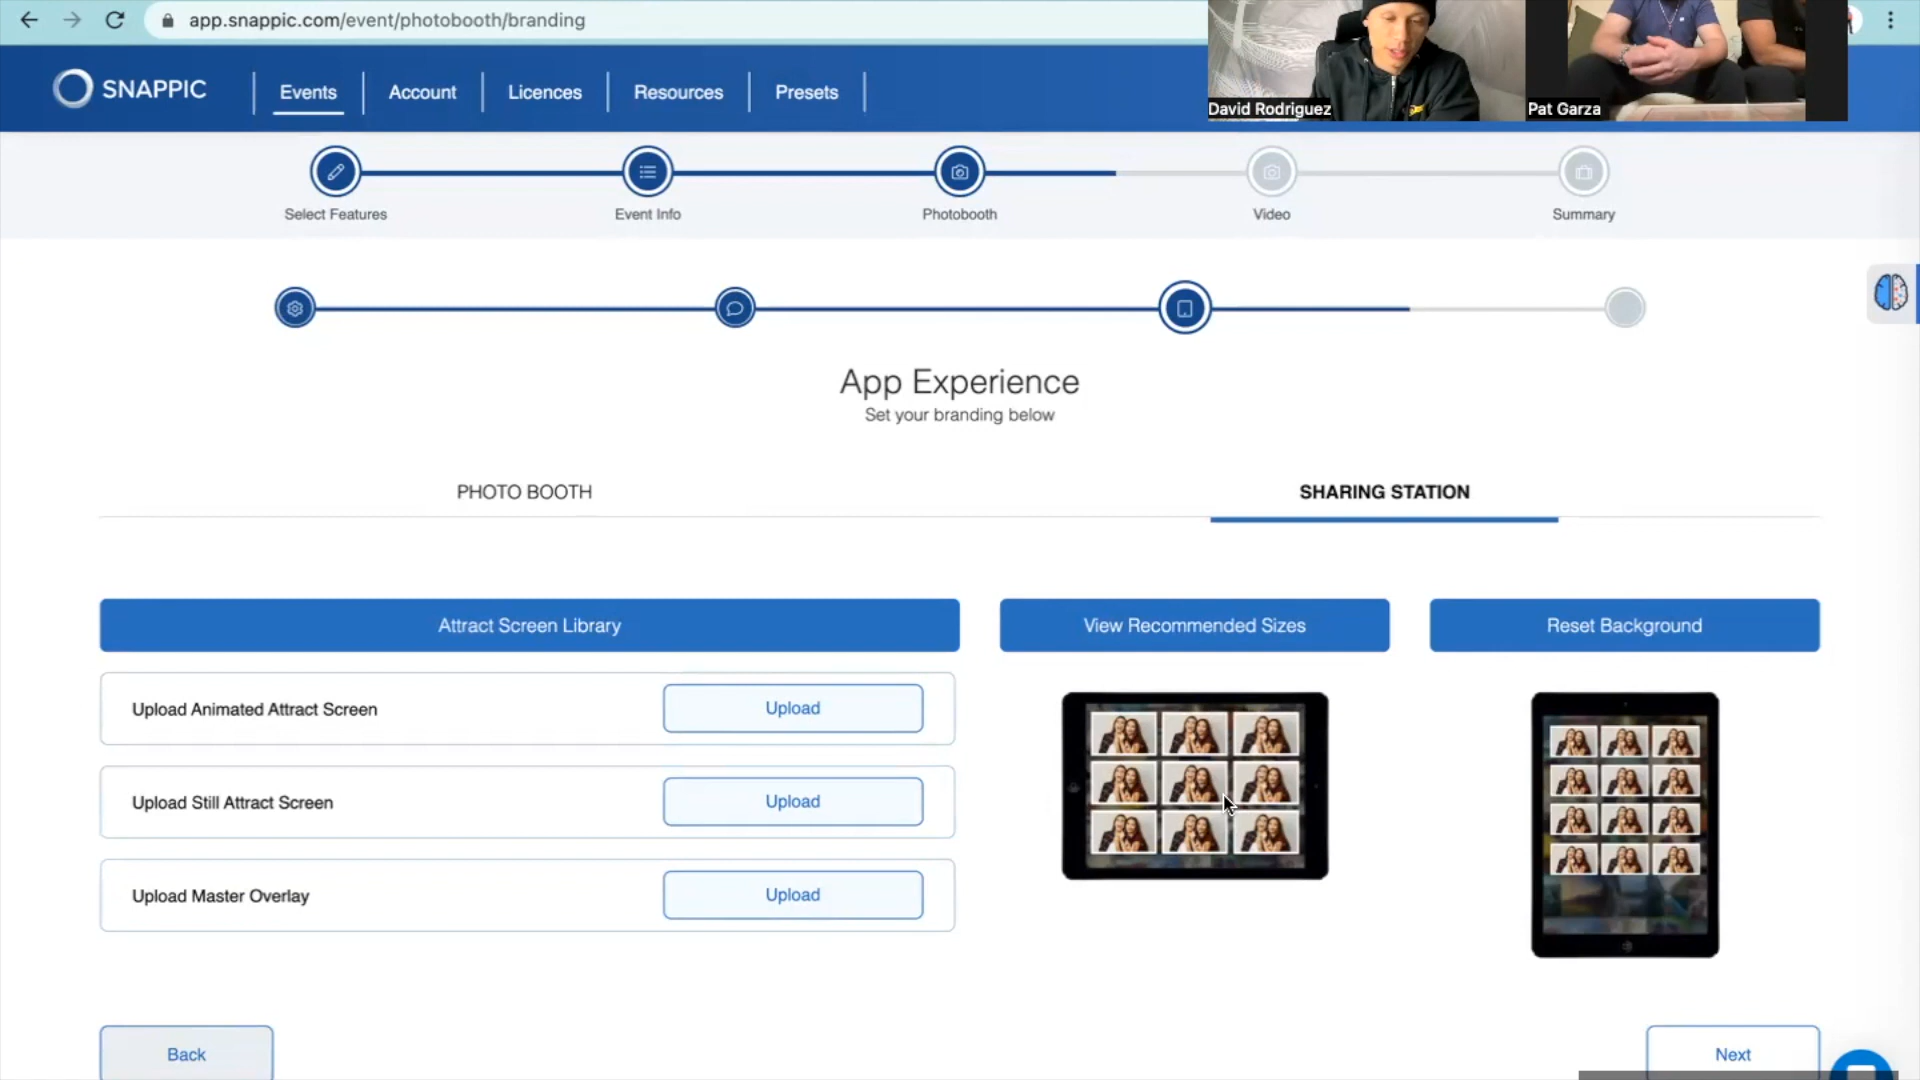 app.snappic.com/event/photobooth/branding
SNAPPIC
Events
Account
Licences
Resources
Presets
David Rodriguez
Pat Garza
Select Features
Event Info
Photobooth
Video
Summary
App Experience
Set your branding below
PHOTO BOOTH
SHARING STATION
Attract Screen Library
View Recommended Sizes
Reset Background
Upload Animated Attract Screen
Upload
Upload Still Attract Screen
Upload
Upload Master Overlay
Upload
Back
Next